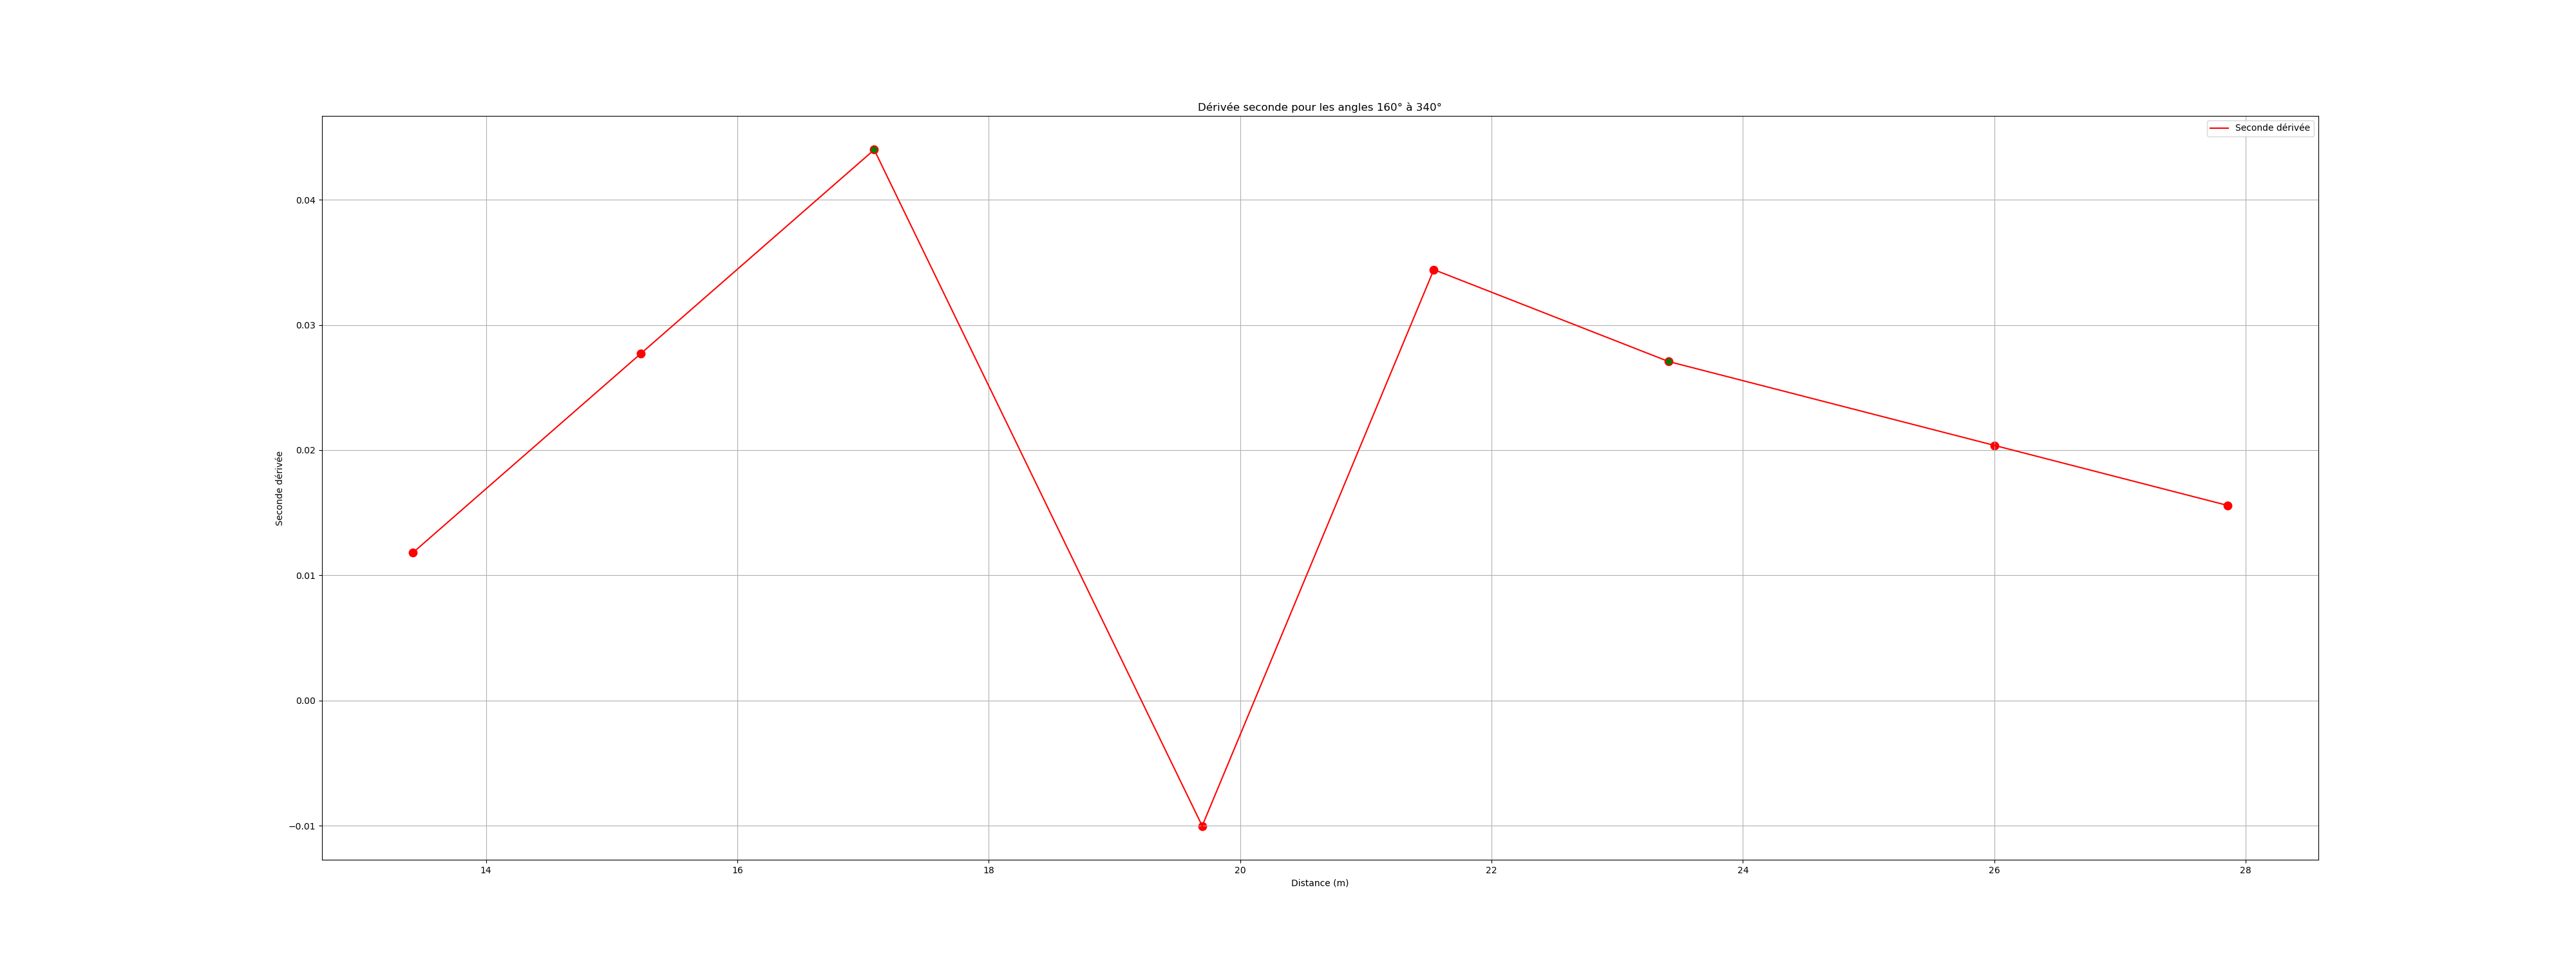 Dérivée seconde pour les angles 160° à 340°
Seconde dérivée
0.04
0.03
0.02
0.01
0.00
−0.01
Seconde dérivée
14 16 18 20 22 24 26 28
Distance (m)